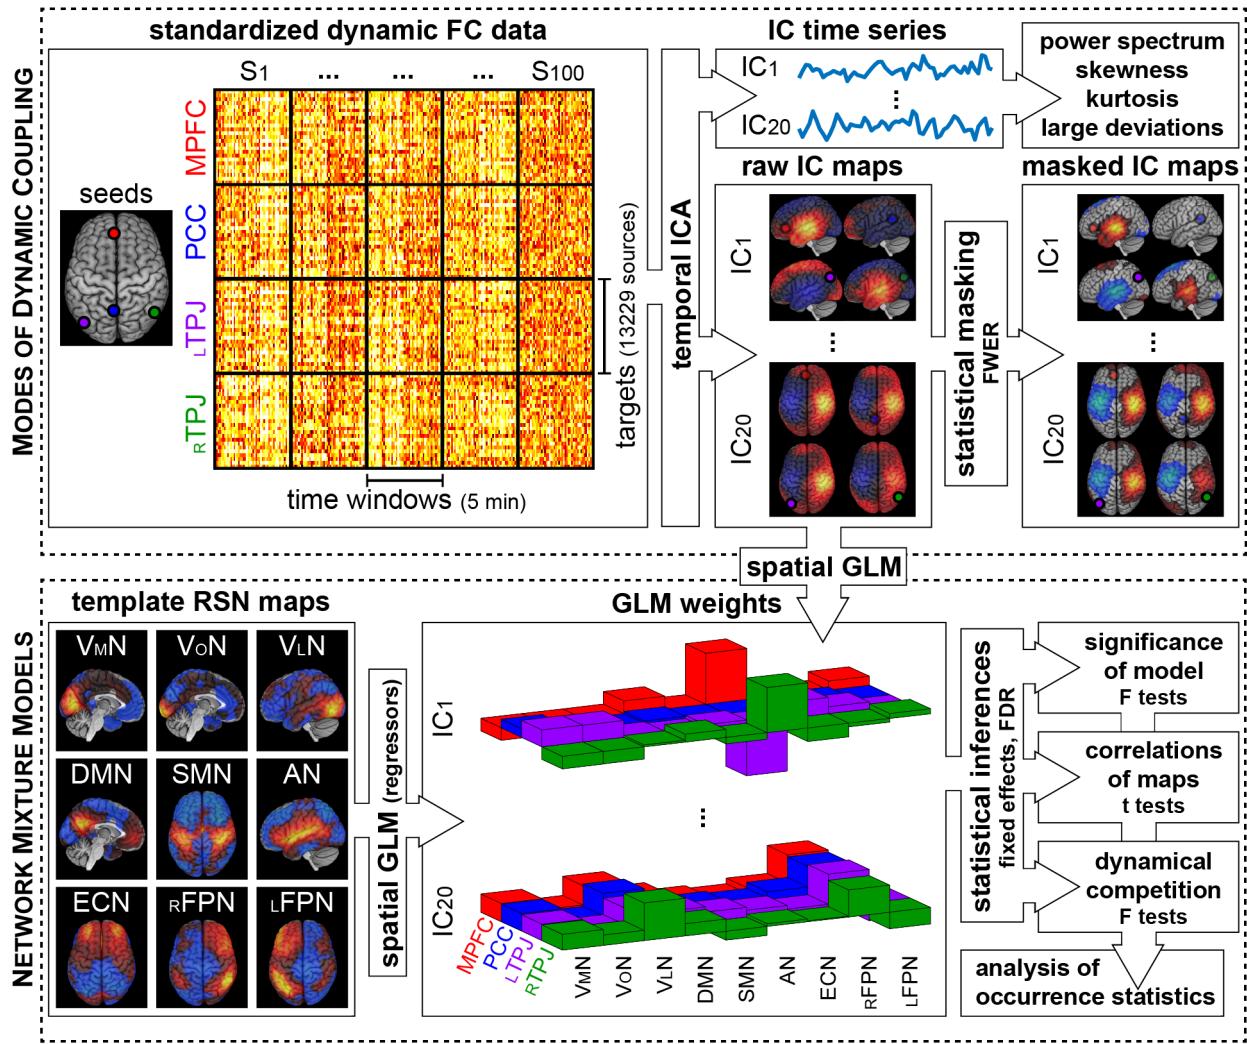 MODES OF DYNAMIC COUPLING
standardized dynamic FC data
S1 ... ... ... S100
seeds
MPFC
PCC
LTPJ
RTPJ
targets (13229 sources)
time windows (5 min)
temporal ICA
IC time series
IC1
...
IC20
power spectrum
skewness
kurtosis
large deviations
raw IC maps
IC1
...
IC20
statistical masking
FWER
masked IC maps
IC1
...
IC20
spatial GLM
NETWORK MIXTURE MODELS
template RSN maps
VMN VON VLN
DMN SMN AN
ECN RFPN LFPN
spatial GLM (regressors)
GLM weights
IC1
...
IC20
MPFC
PCC
LTPJ
RTPJ
VMN
VON
VLN
DMN
SMN
AN
ECN
RFPN
LFPN
statistical inferences
fixed effects, FDR
significance
of model
F tests
correlations
of maps
t tests
dynamical
competition
F tests
analysis of
occurrence statistics